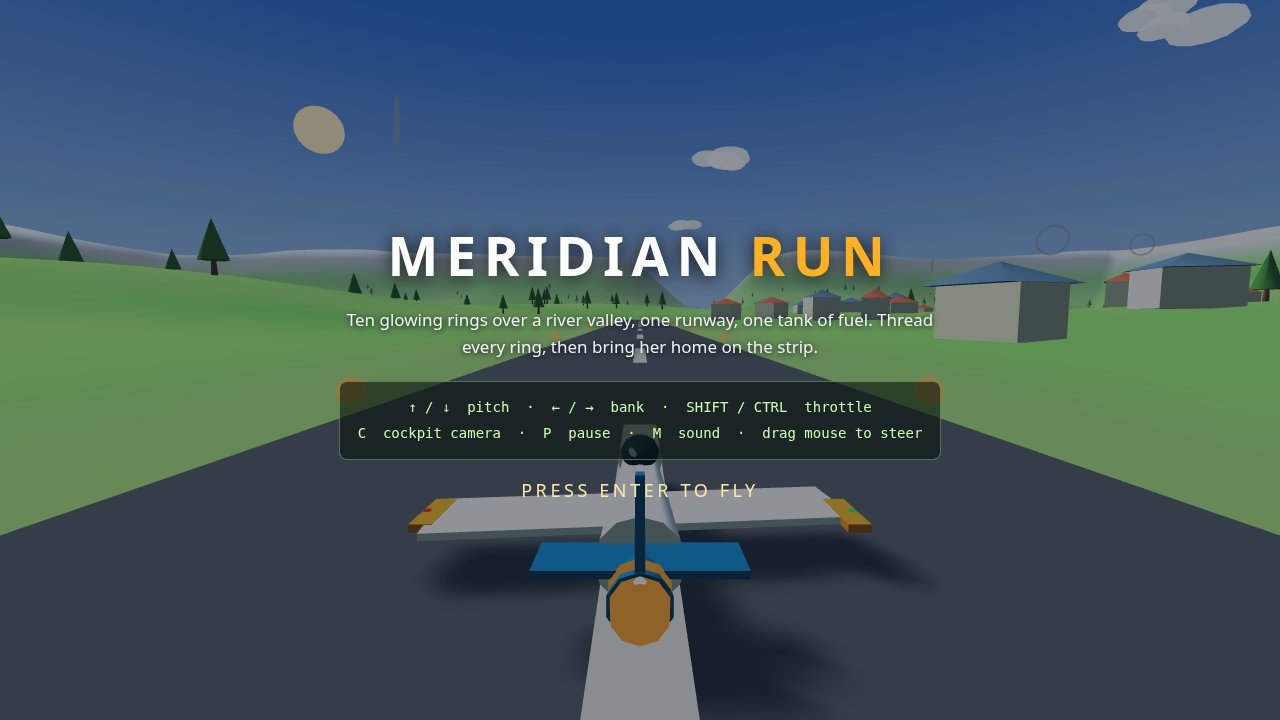 MERIDIAN RUN
Ten glowing rings over a river valley, one runway, one tank of fuel. Thread
every ring, then bring her home on the strip.
↑ / ↓ pitch · ← / → bank · SHIFT / CTRL throttle
C cockpit camera · P pause · M sound · drag mouse to steer
PRESS ENTER TO FLY